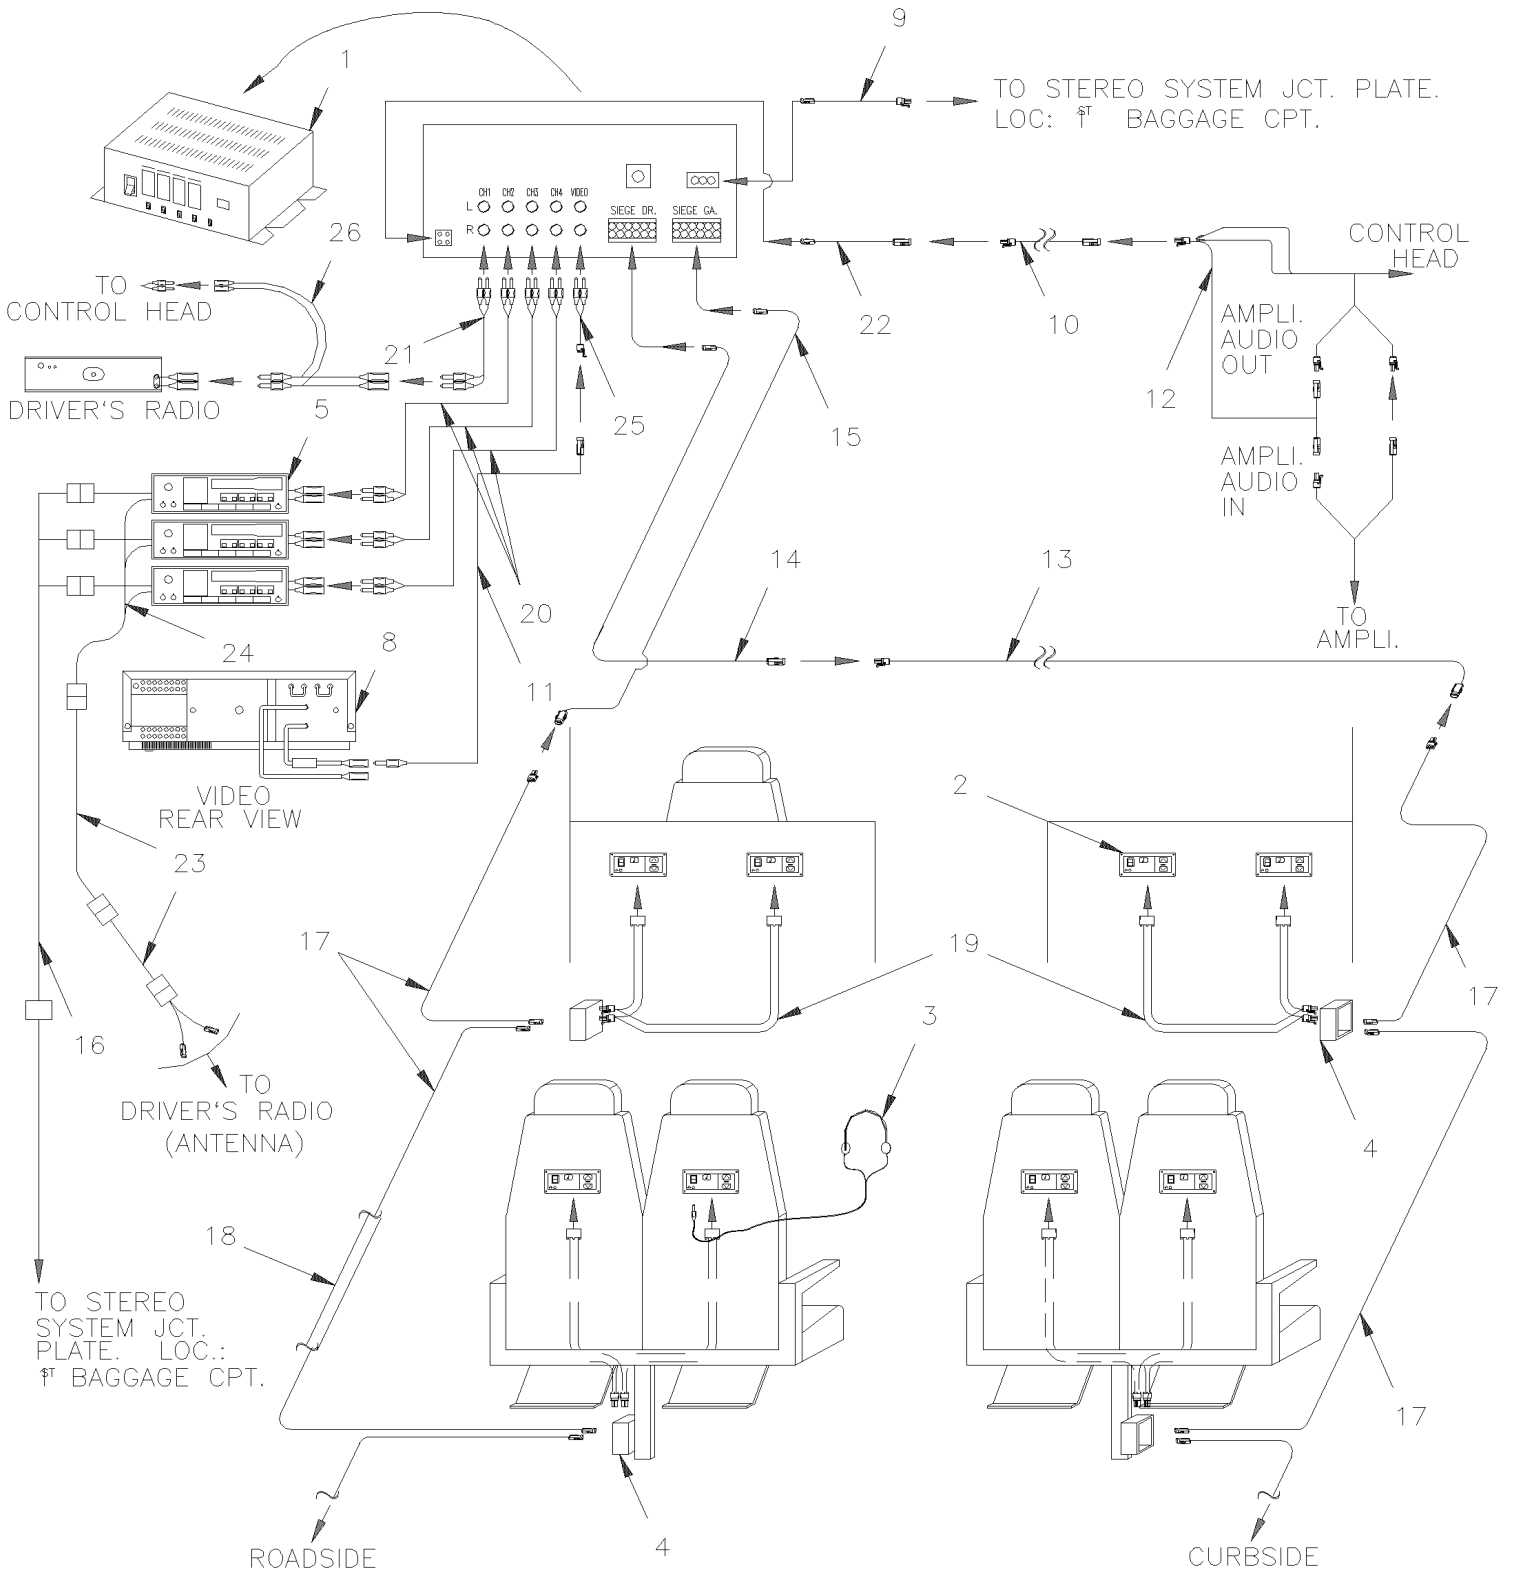 9
1
TO STEREO SYSTEM JCT. PLATE.
LOC: 1ST BAGGAGE CPT.
CH1 CH2 CH3 CH4 VIDEO
L
R
SIEGE DR. SIEGE GA.
26
TO
CONTROL HEAD
CONTROL
HEAD
22
10
12
AMPLI.
AUDIO
OUT
21
25
15
DRIVER'S RADIO
5
AMPLI.
AUDIO
IN
14
13
20
TO
AMPLI.
24
8
11
VIDEO
REAR VIEW
2
23
17
19
17
3
16
TO
DRIVER'S RADIO
(ANTENNA)
4
18
TO STEREO
SYSTEM JCT.
PLATE. LOC.:
1ST BAGGAGE CPT.
17
4
ROADSIDE
CURBSIDE